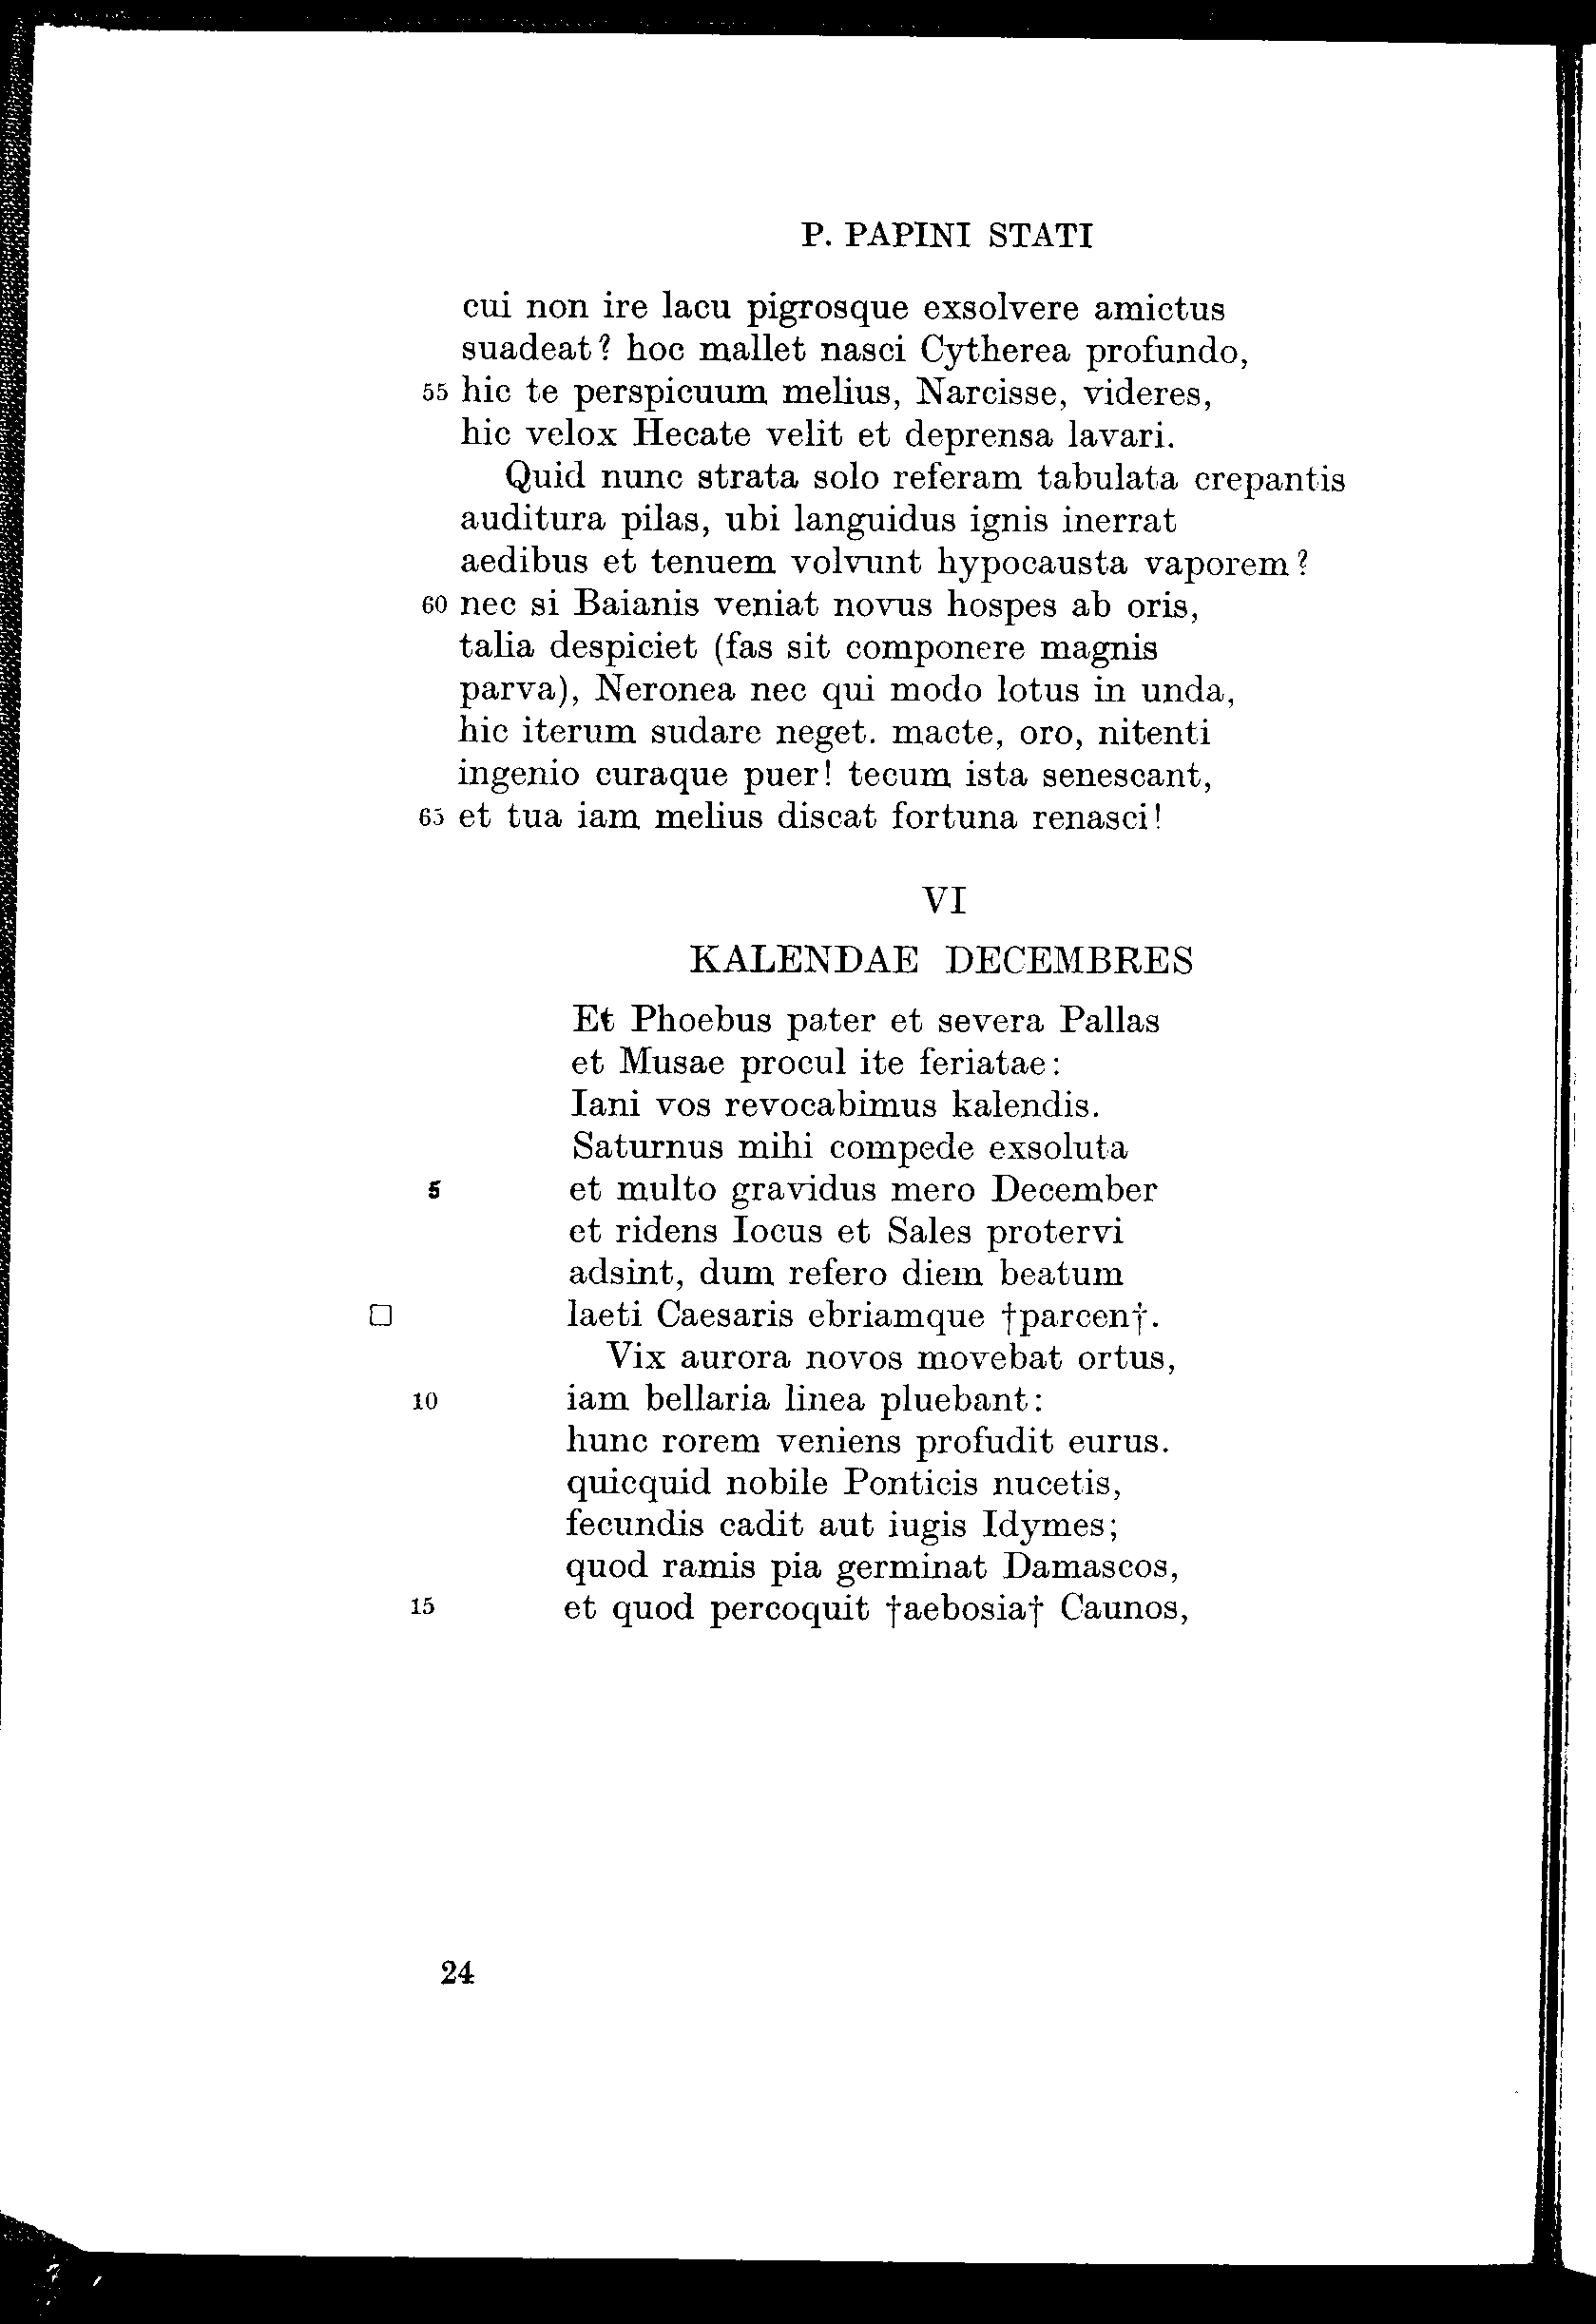 P. PAPINI STATI
cui non ire lacu pigrosque exsolvere amictus
suadeat? hoc mallet nasci Cytherea profundo,
55 hic te perspicuum melius, Narcisse, videres,
hic velox Hecate velit et deprensa lavari.
Quid nunc strata solo referam tabulata crepantis
auditura pilas, ubi languidus ignis inerrat
aedibus et tenuem volvunt hypocausta vaporem?
60 nec si Baianis veniat novus hospes ab oris,
talia despiciet (fas sit componere magnis
parva), Neronea nec qui modo lotus in unda,
hic iterum sudare neget. macte, oro, nitenti
ingenio curaque puer! tecum ista senescant,
65 et tua iam melius discat fortuna renasci!
VI
KALENDAE DECEMBRES
Et Phoebus pater et severa Pallas
et Musae procul ite feriatae:
Iani vos revocabimus kalendis.
Saturnus mihi compede exsoluta
5 et multo gravidus mero December
et ridens Iocus et Sales protervi
adsint, dum refero diem beatum
□ laeti Caesaris ebriamque †parcen†.
Vix aurora novos movebat ortus,
10 iam bellaria linea pluebant:
hunc rorem veniens profudit eurus.
quicquid nobile Ponticis nucetis,
fecundis cadit aut iugis Idymes;
quod ramis pia germinat Damascos,
15 et quod percoquit †aebosia† Caunos,
24